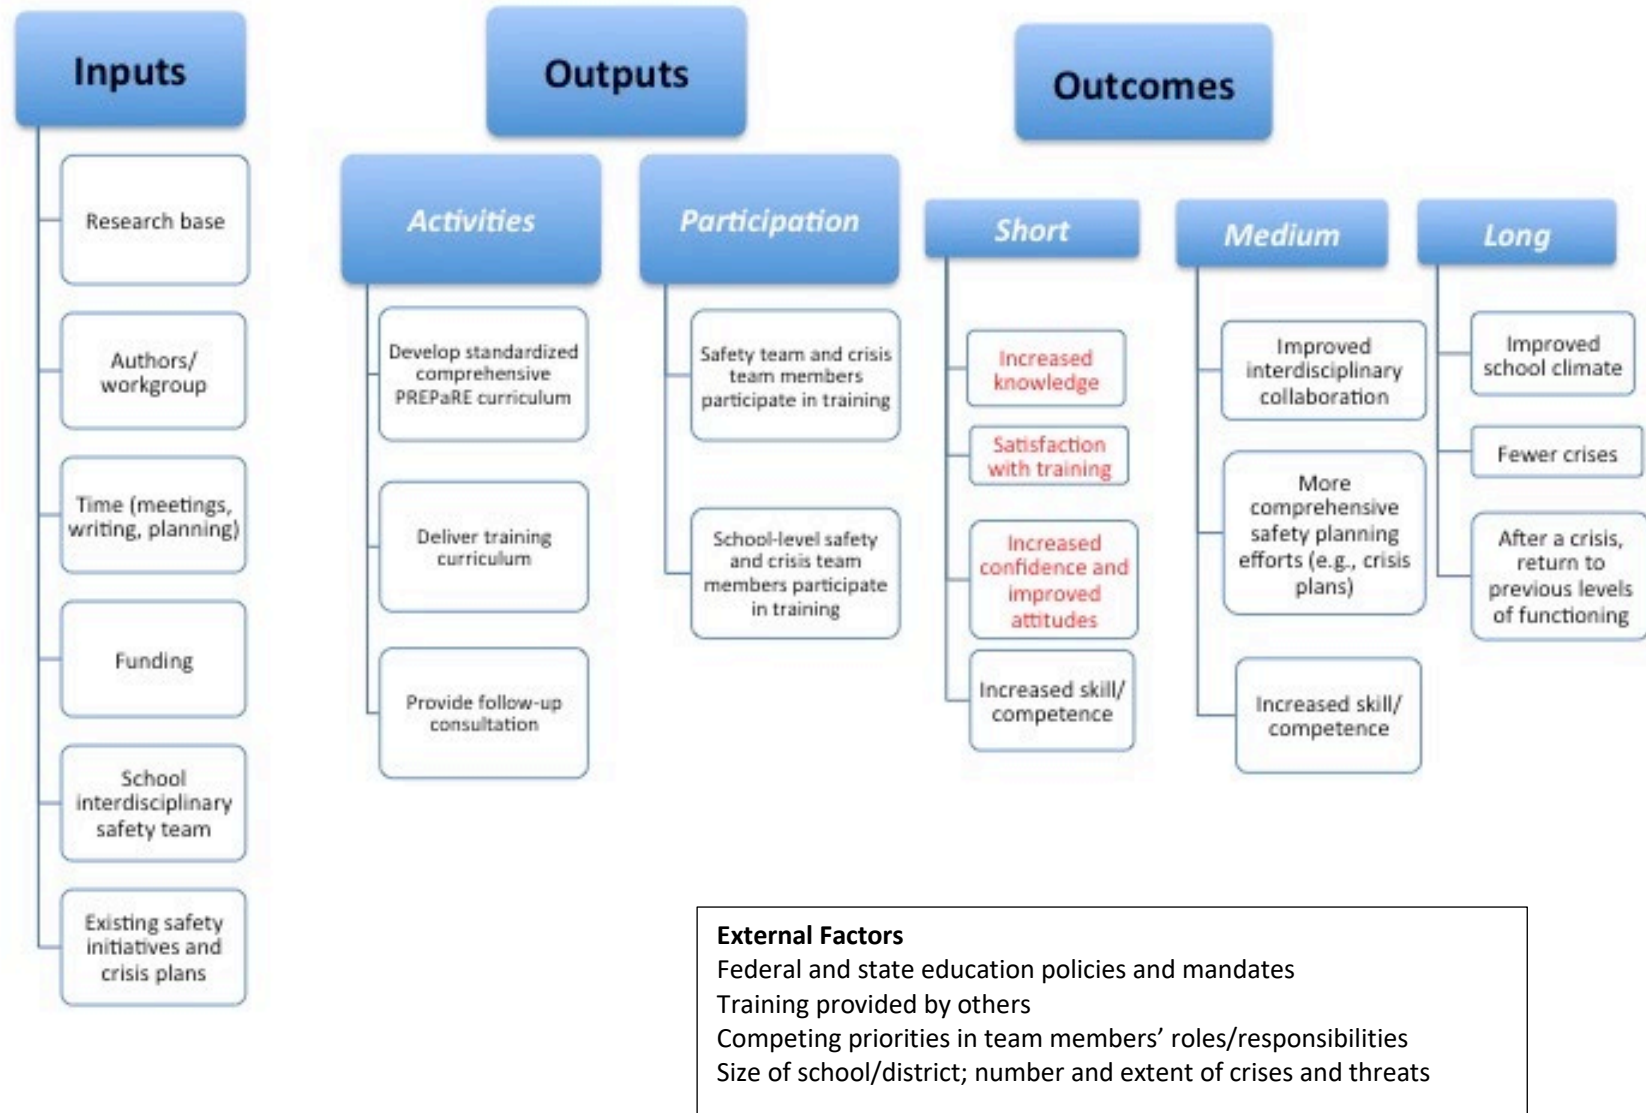 Inputs
Research base
Authors/
workgroup
Time (meetings,
writing, planning)
Funding
School
interdisciplinary
safety team
Existing safety
initiatives and
crisis plans
Outputs
Activities
Develop standardized
comprehensive
PREPaRE curriculum
Deliver training
curriculum
Provide follow-up
consultation
Participation
Safety team and crisis
team members
participate in training
School-level safety
and crisis team
members participate
in training
Outcomes
Short
Increased
knowledge
Satisfaction
with training
Increased
confidence and
improved
attitudes
Increased skill/
competence
Medium
Improved
interdisciplinary
collaboration
More
comprehensive
safety planning
efforts (e.g., crisis
plans)
Increased skill/
competence
Long
Improved
school climate
Fewer crises
After a crisis,
return to
previous levels
of functioning
External Factors
Federal and state education policies and mandates
Training provided by others
Competing priorities in team members’ roles/responsibilities
Size of school/district; number and extent of crises and threats